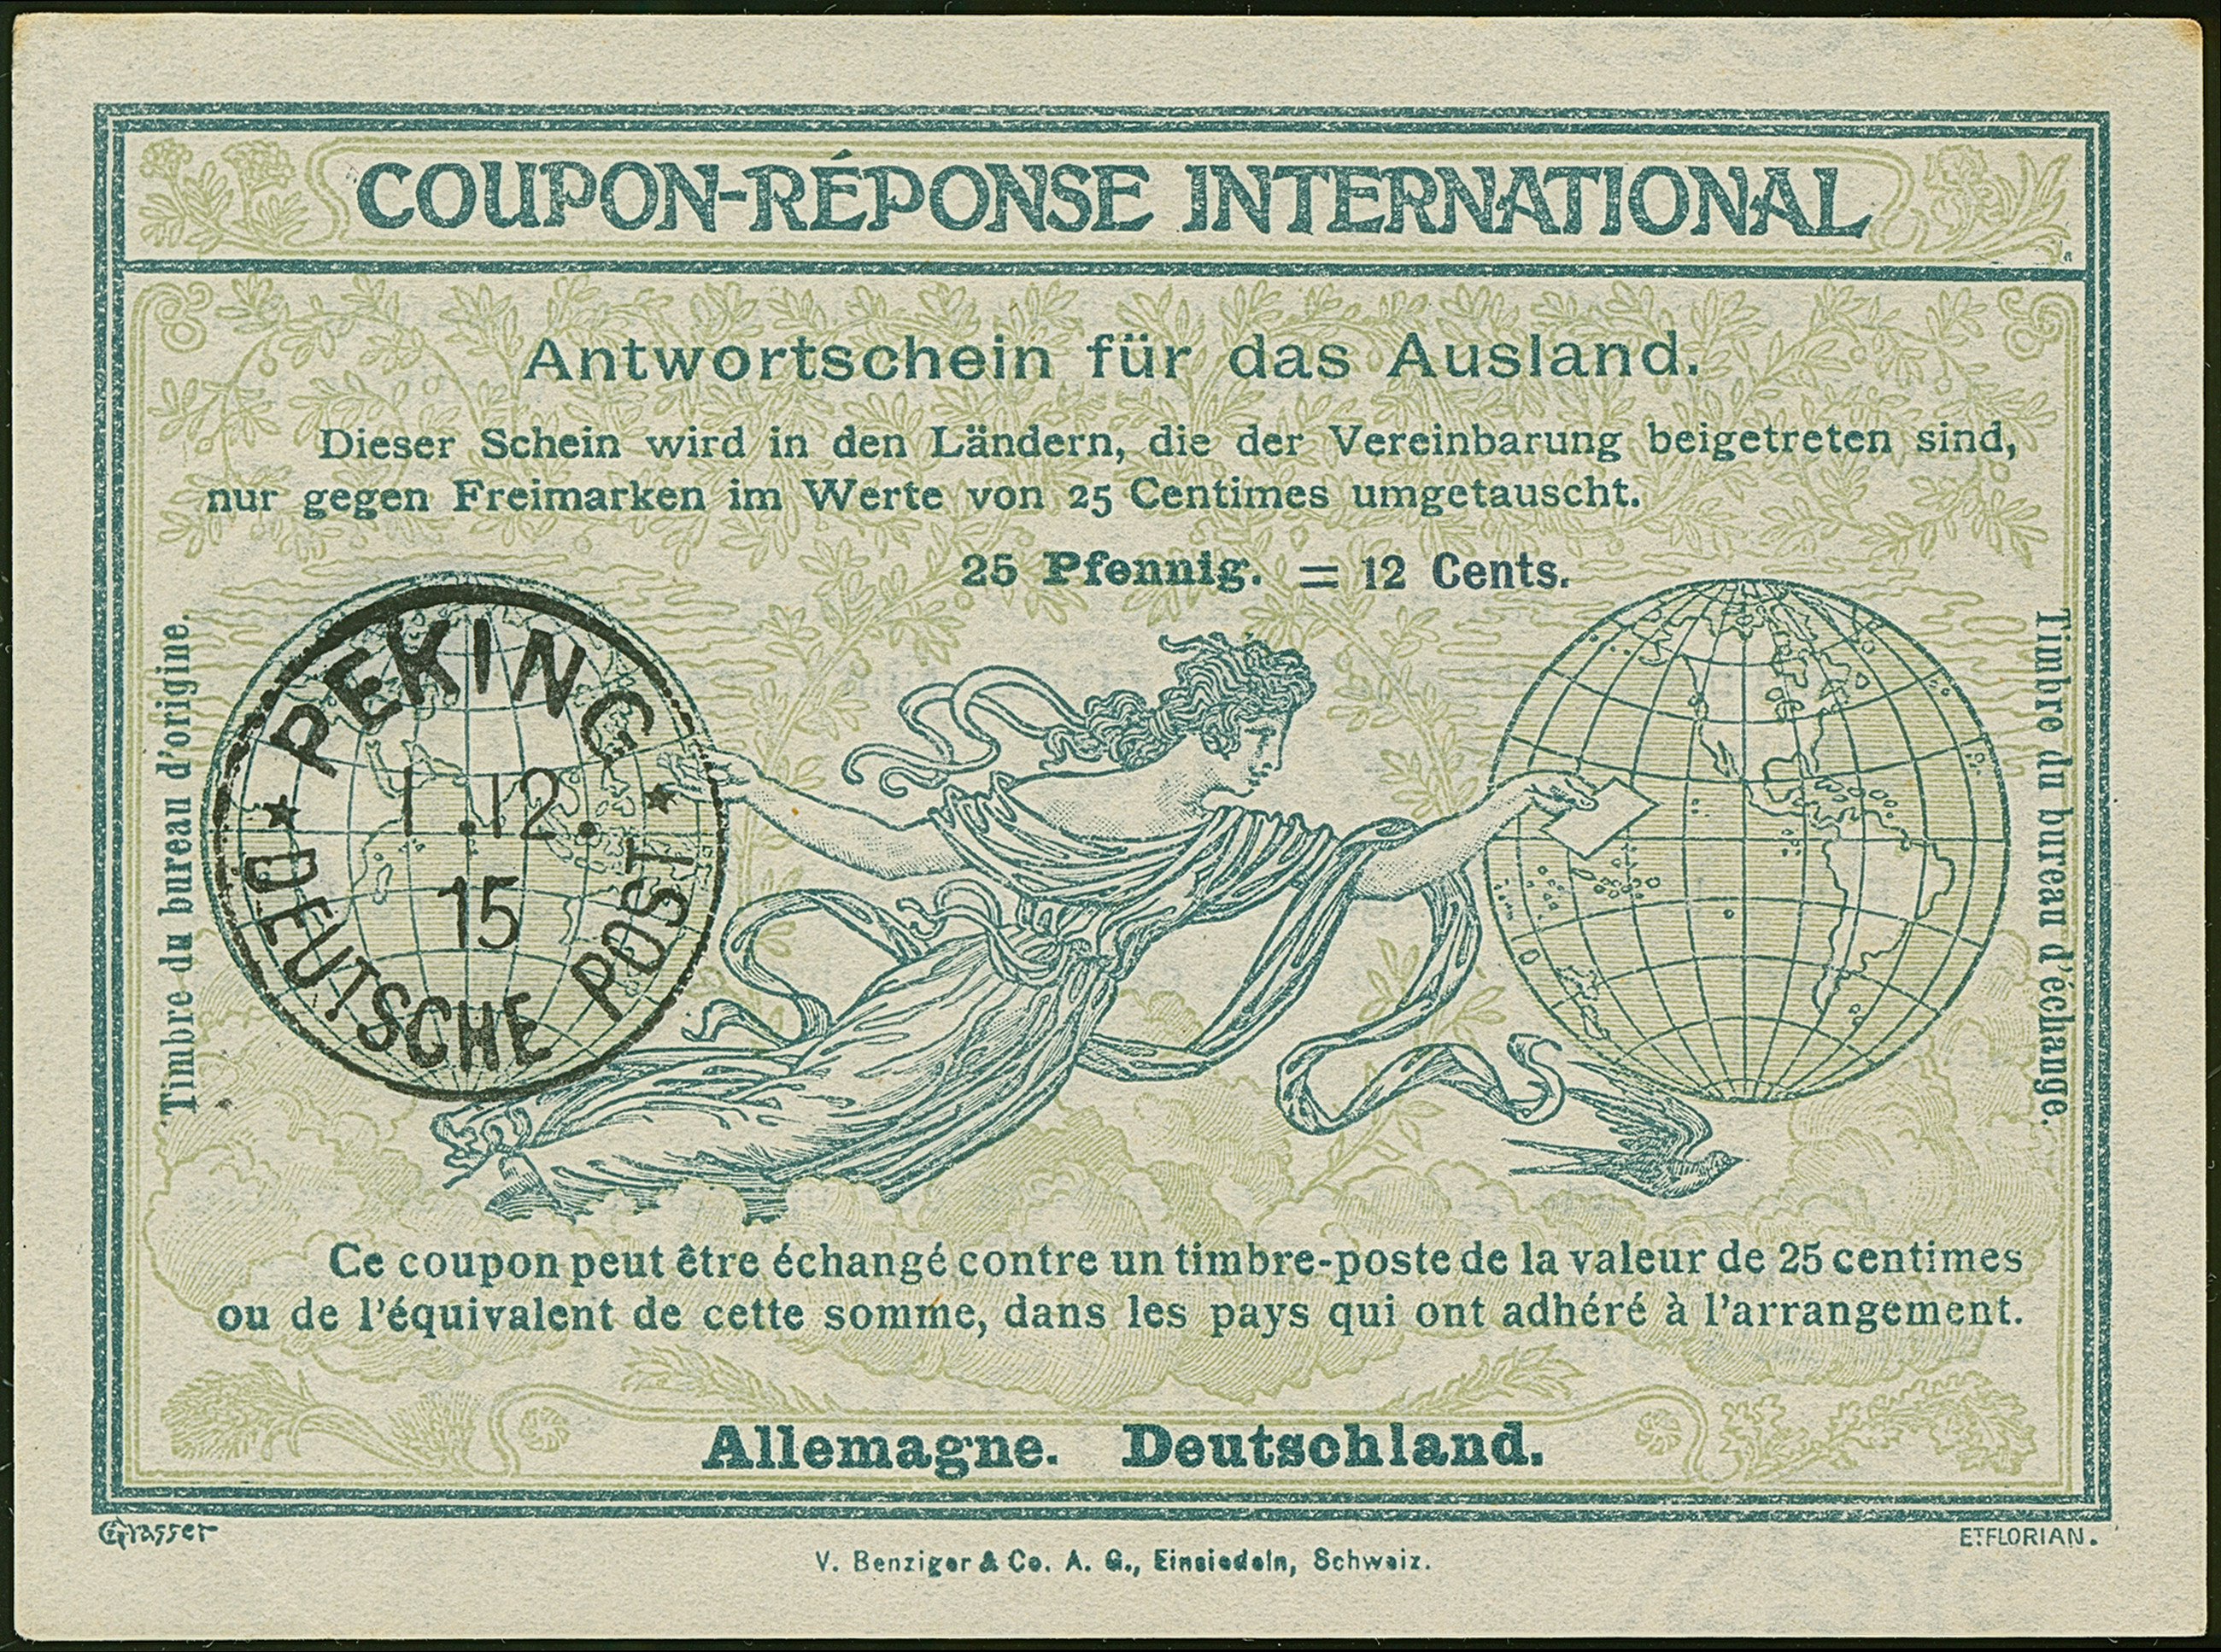 COUPON-RÉPONSE INTERNATIONAL
Antwortschein für das Ausland.
Dieser Schein wird in den Ländern, die der Vereinbarung beigetreten sind,
nur gegen Freimarken im Werte von 25 Centimes umgetauscht.
25 Pfennig. = 12 Cents.
Timbre du bureau d'origine.
PEKING
1.12.
15
DEUTSCHE POST
Timbre du bureau d'échange.
Ce coupon peut être échangé contre un timbre-poste de la valeur de 25 centimes
ou de l'équivalent de cette somme, dans les pays qui ont adhéré à l'arrangement.
Allemagne. Deutschland.
EGrasser
E.FLORIAN.
V. Benziger & Co. A. G., Einsiedeln, Schweiz.